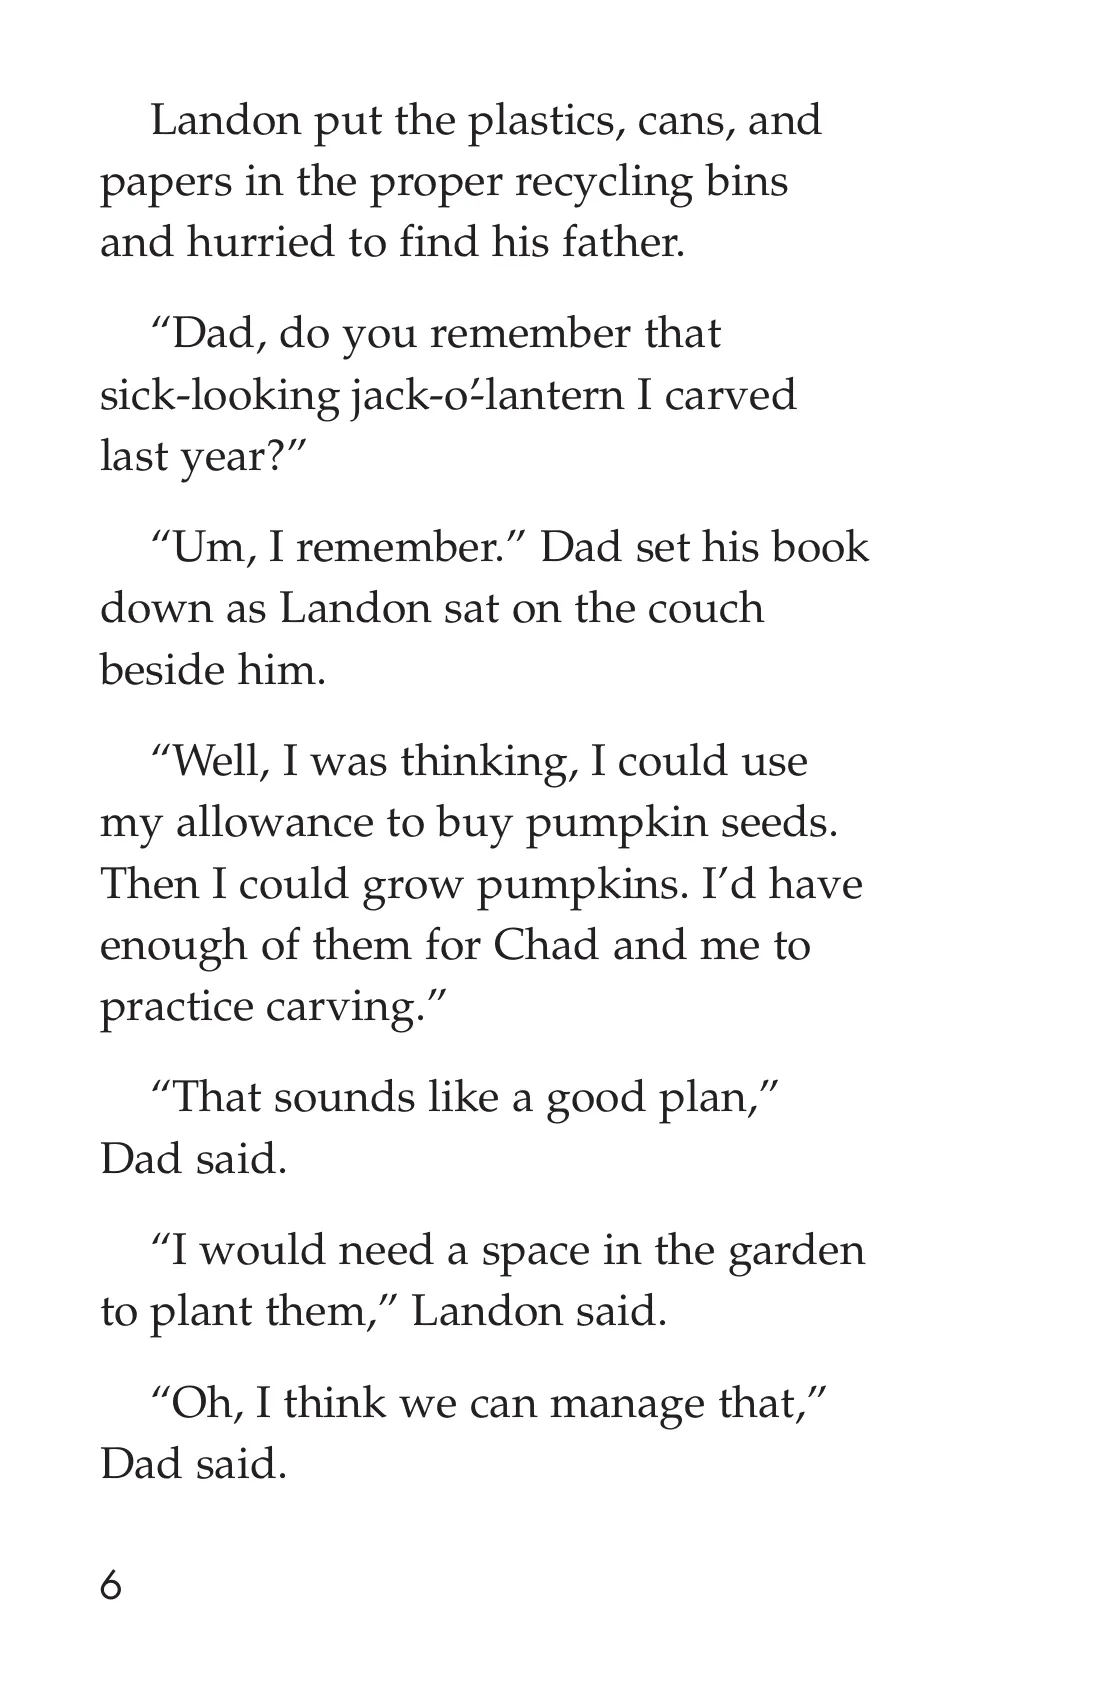 Landon put the plastics, cans, and
papers in the proper recycling bins
and hurried to find his father.
“Dad, do you remember that
sick-looking jack-o’-lantern I carved
last year?”
“Um, I remember.” Dad set his book
down as Landon sat on the couch
beside him.
“Well, I was thinking, I could use
my allowance to buy pumpkin seeds.
Then I could grow pumpkins. I’d have
enough of them for Chad and me to
practice carving.”
“That sounds like a good plan,”
Dad said.
“I would need a space in the garden
to plant them,” Landon said.
“Oh, I think we can manage that,”
Dad said.
6